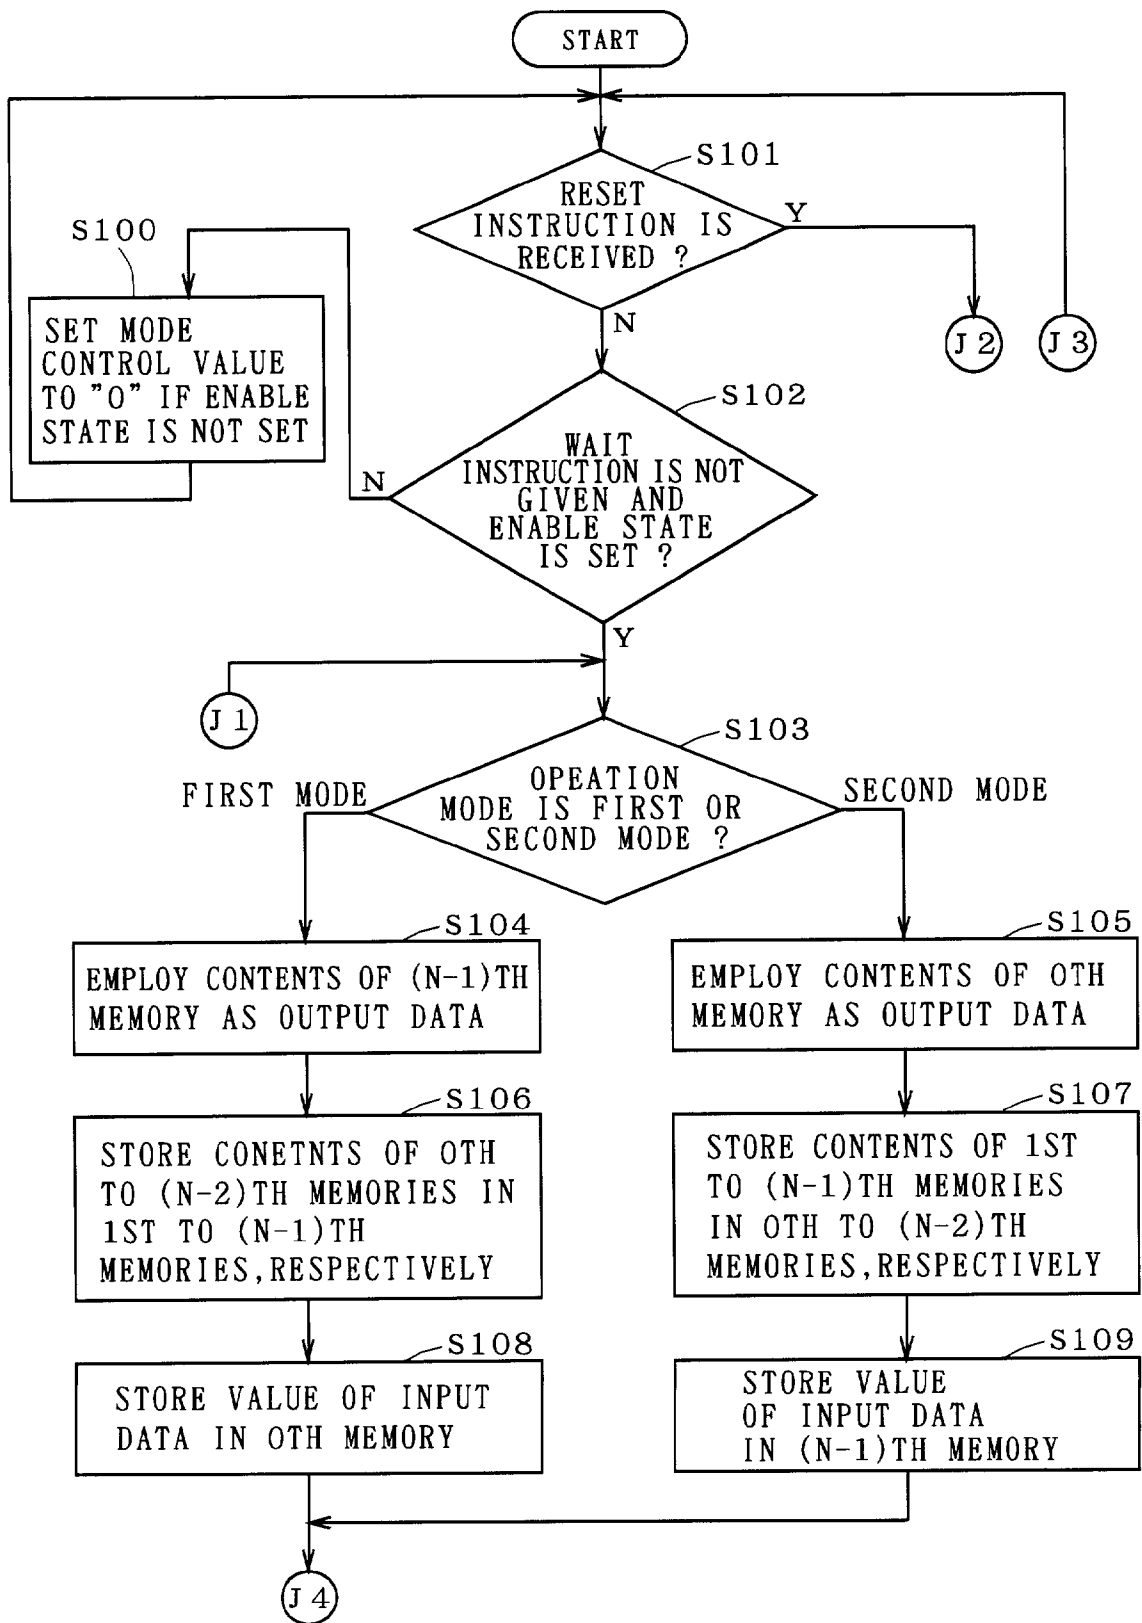 START
S101
RESET
INSTRUCTION IS
RECEIVED ?
Y
N
S100
SET MODE
CONTROL VALUE
TO "0" IF ENABLE
STATE IS NOT SET
J2
J3
S102
WAIT
INSTRUCTION IS NOT
GIVEN AND
ENABLE STATE
IS SET ?
N
Y
J1
S103
OPEATION
MODE IS FIRST OR
SECOND MODE ?
FIRST MODE
SECOND MODE
S104
EMPLOY CONTENTS OF (N-1)TH
MEMORY AS OUTPUT DATA
S105
EMPLOY CONTENTS OF 0TH
MEMORY AS OUTPUT DATA
S106
STORE CONETNTS OF 0TH
TO (N-2)TH MEMORIES IN
1ST TO (N-1)TH
MEMORIES,RESPECTIVELY
S107
STORE CONTENTS OF 1ST
TO (N-1)TH MEMORIES
IN 0TH TO (N-2)TH
MEMORIES,RESPECTIVELY
S108
STORE VALUE OF INPUT
DATA IN 0TH MEMORY
S109
STORE VALUE
OF INPUT DATA
IN (N-1)TH MEMORY
J4